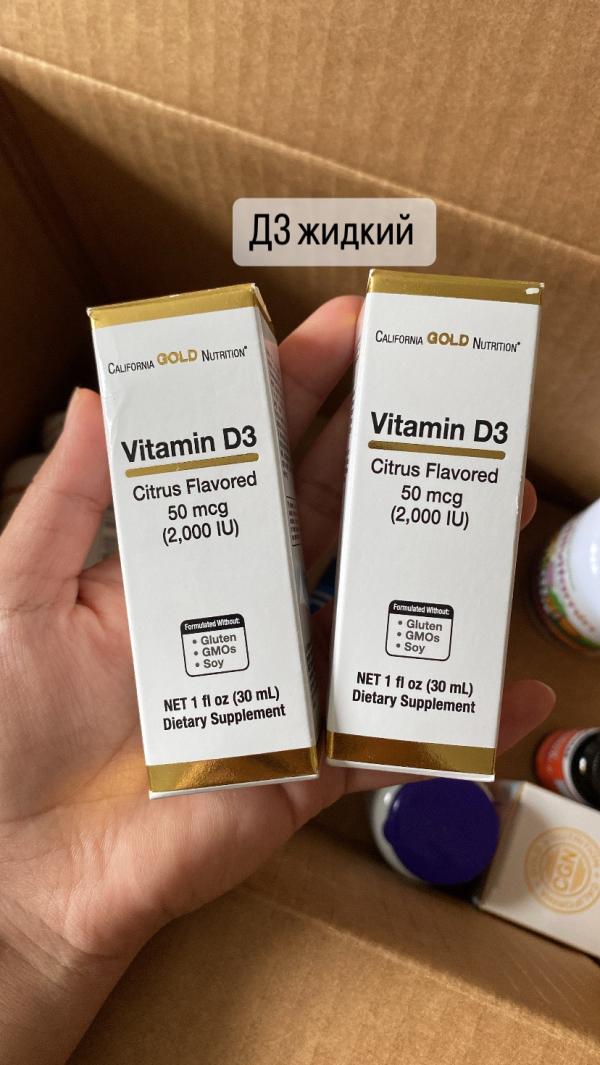 Д3 жидкий
CALIFORNIA GOLD NUTRITION®
Vitamin D3
Citrus Flavored
50 mcg
(2,000 IU)
Formulated Without:
• Gluten
• GMOs
• Soy
NET 1 fl oz (30 mL)
Dietary Supplement
CALIFORNIA GOLD NUTRITION®
Vitamin D3
Citrus Flavored
50 mcg
(2,000 IU)
Formulated Without:
• Gluten
• GMOs
• Soy
NET 1 fl oz (30 mL)
Dietary Supplement
CGN